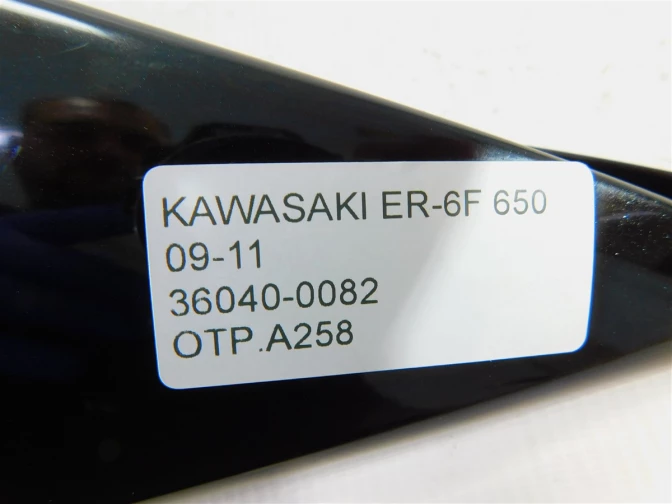 KAWASAKI ER-6F 650
09-11
36040-0082
OTP.A258